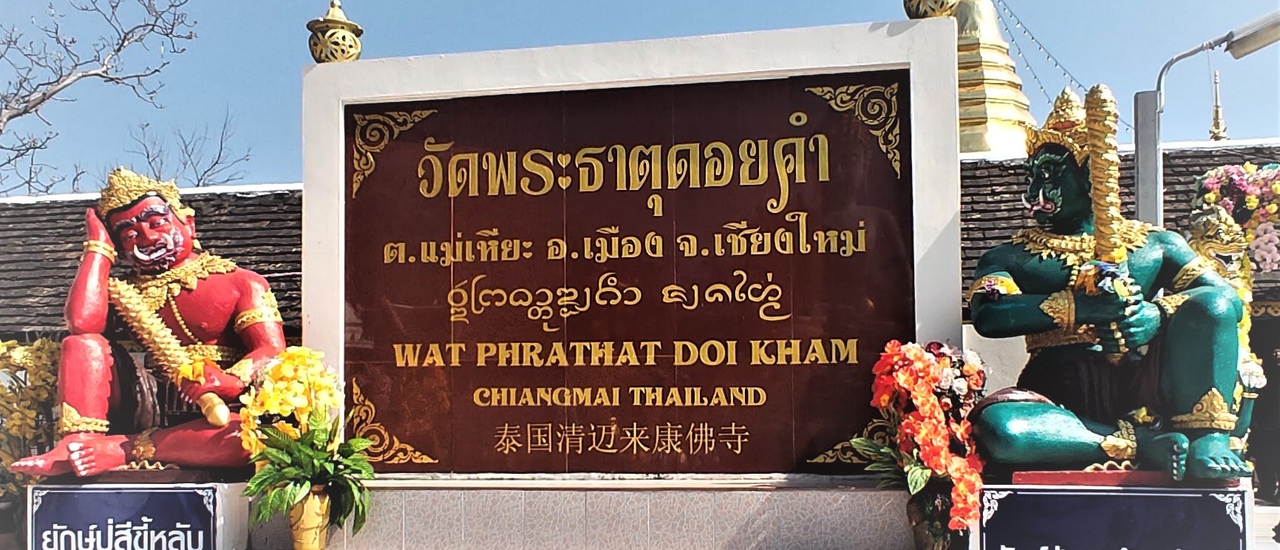 วัดพระธาตุดอยคำ
ต.แม่เหียะ อ.เมือง จ.เชียงใหม่
WAT PHRATHAT DOI KHAM
CHIANGMAI THAILAND
泰国清迈来康佛寺
ยักษ์ปู่สีขี้หลับ